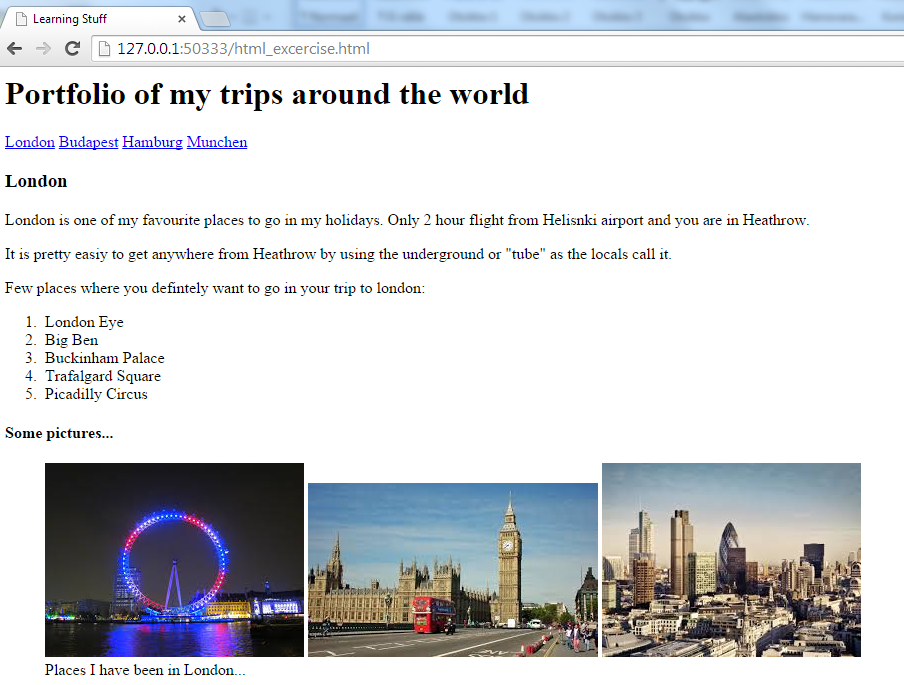 Learning Stuff
127.0.0.1:50333/html_excercise.html
Portfolio of my trips around the world
London Budapest Hamburg Munchen
London
London is one of my favourite places to go in my holidays. Only 2 hour flight from Helisnki airport and you are in Heathrow.
It is pretty easiy to get anywhere from Heathrow by using the underground or "tube" as the locals call it.
Few places where you defintely want to go in your trip to london:
1. London Eye
2. Big Ben
3. Buckinham Palace
4. Trafalgard Square
5. Picadilly Circus
Some pictures...
Places I have been in London...